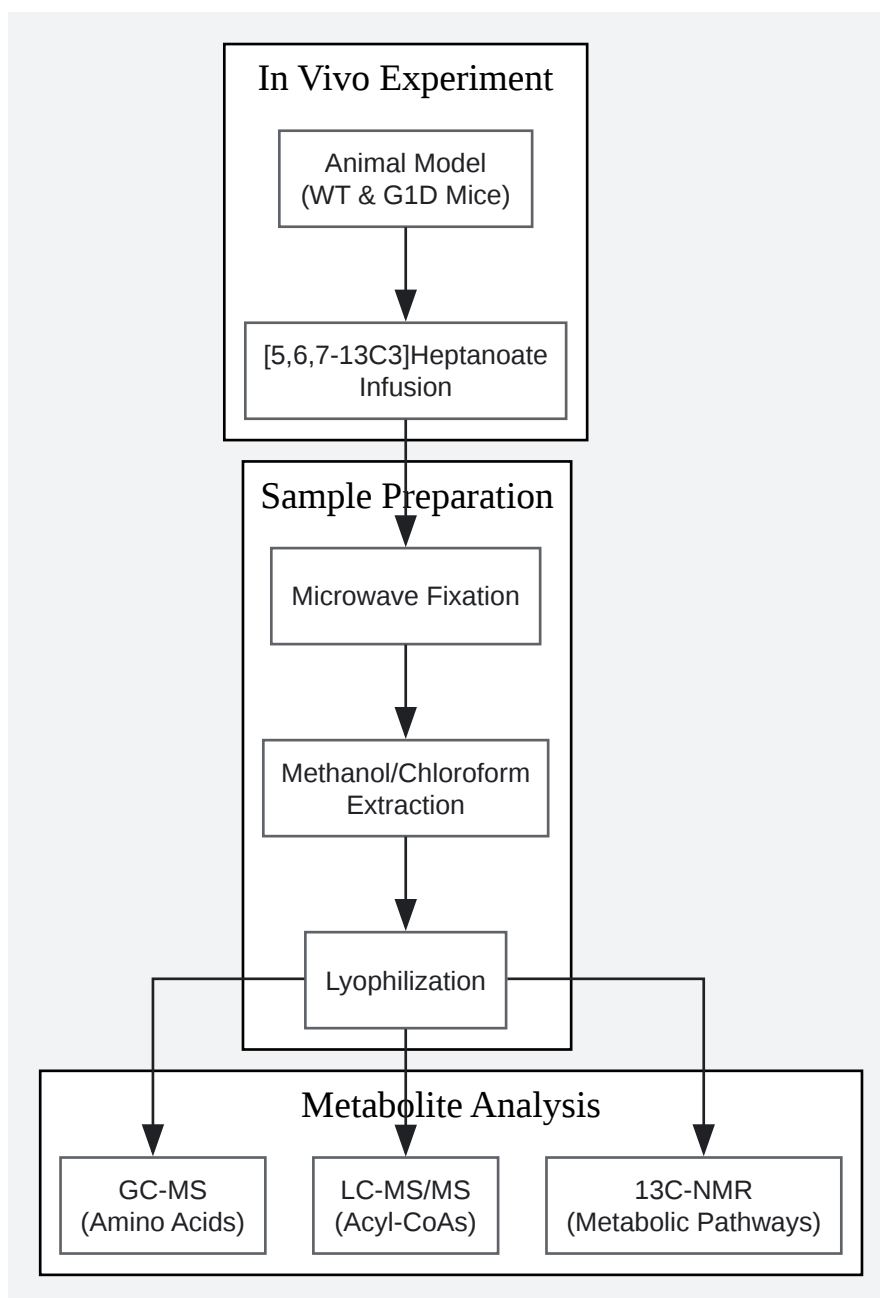 In Vivo Experiment
Animal Model
(WT & G1D Mice)
[5,6,7-13C3]Heptanoate
Infusion
Sample Preparation
Microwave Fixation
Methanol/Chloroform
Extraction
Lyophilization
Metabolite Analysis
GC-MS
(Amino Acids)
LC-MS/MS
(Acyl-CoAs)
13C-NMR
(Metabolic Pathways)